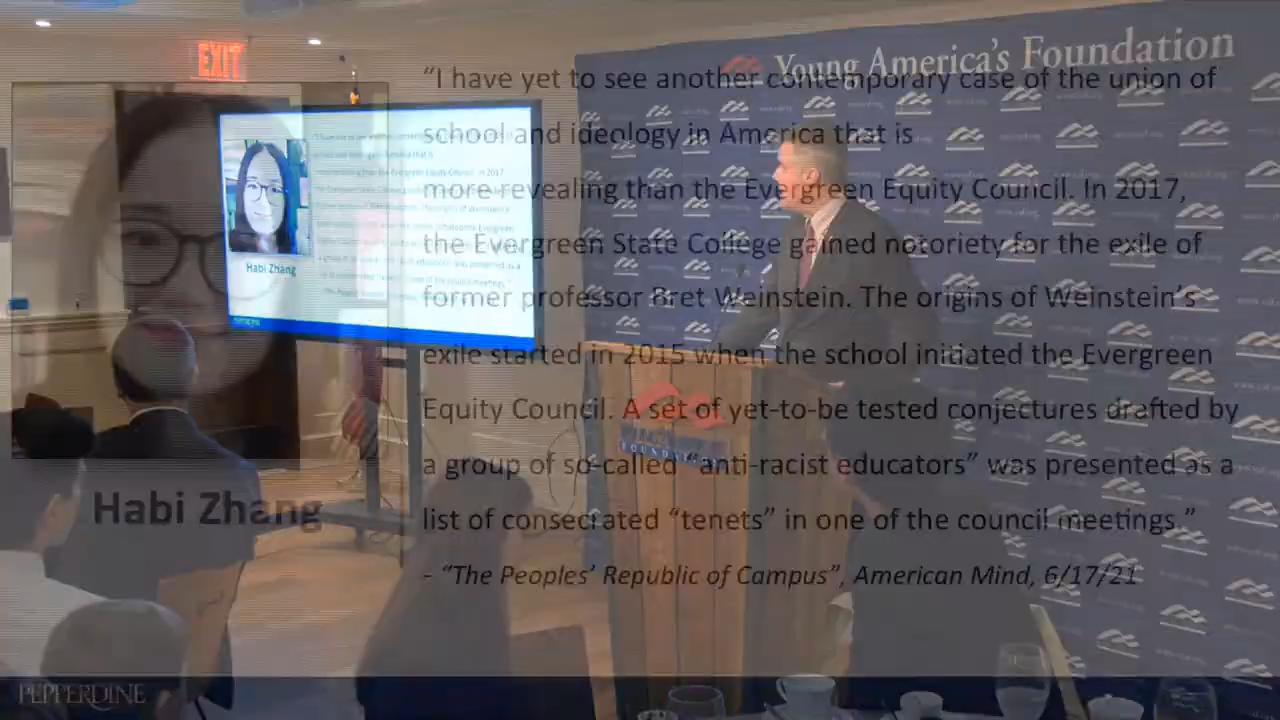 EXIT
Young America's Foundation
“I have yet to see another contemporary case of the union of
school and ideology in America that is
more revealing than the Evergreen Equity Council. In 2017,
the Evergreen State College gained notoriety for the exile of
former professor Bret Weinstein. The origins of Weinstein’s
exile started in 2015 when the school initiated the Evergreen
Equity Council. A set of yet-to-be tested conjectures drafted by
a group of so-called “anti-racist educators” was presented as a
list of consecrated “tenets” in one of the council meetings.”
- “The Peoples’ Republic of Campus”, American Mind, 6/17/21
Habi Zhang
Habi Zhang
PEPPERDINE